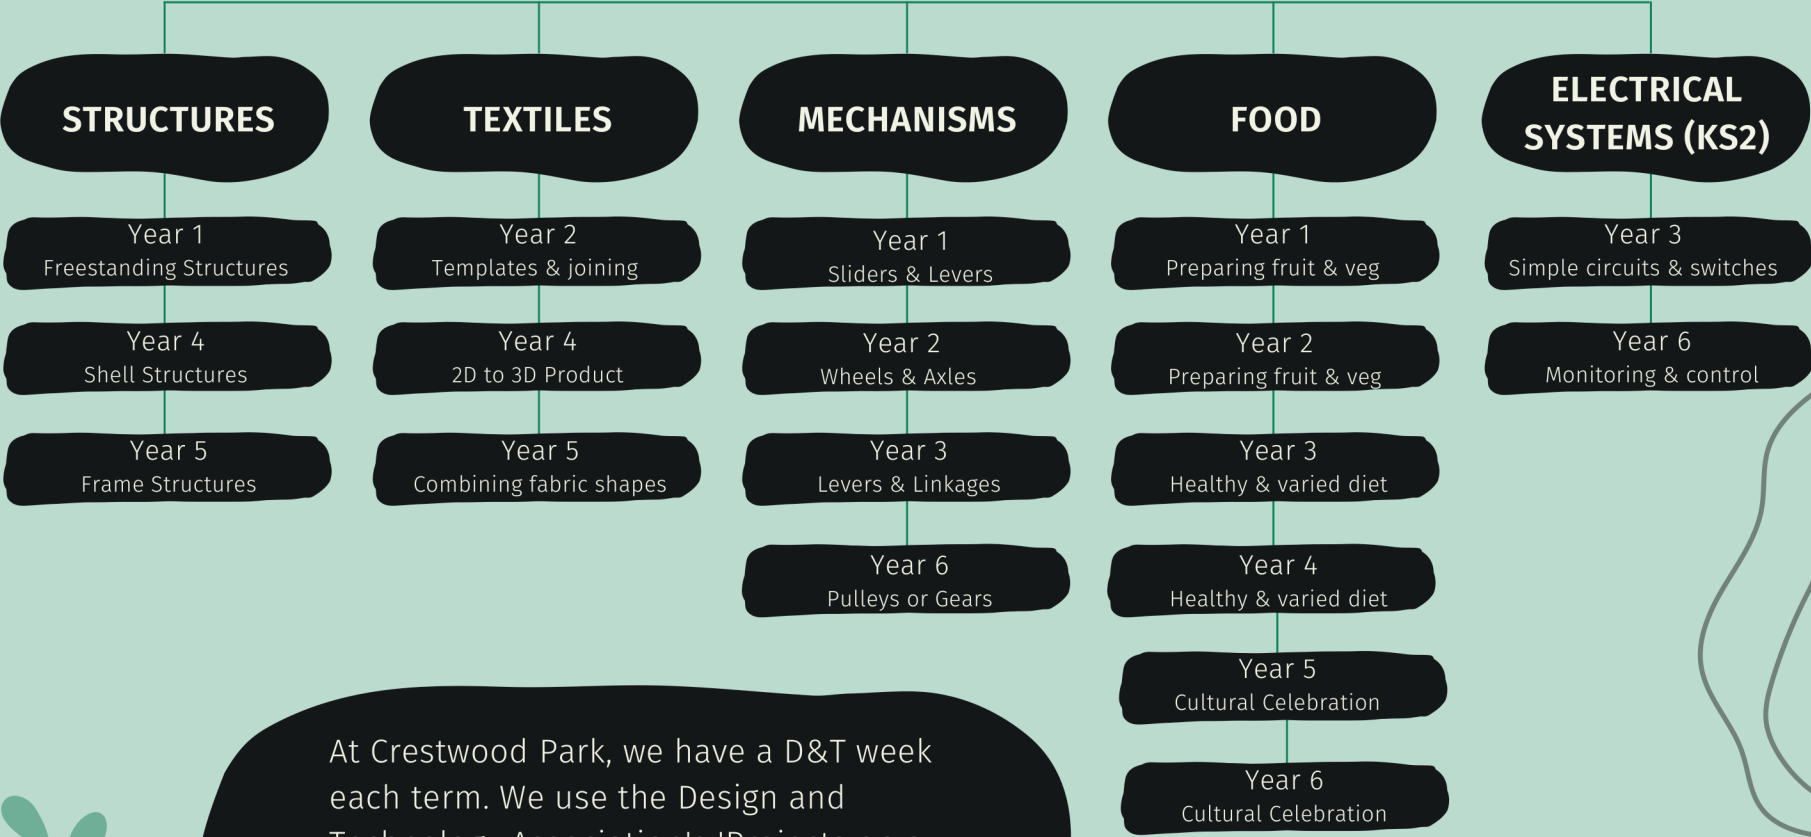 STRUCTURES
Year 1
Freestanding Structures
Year 4
Shell Structures
Year 5
Frame Structures
TEXTILES
Year 2
Templates & joining
Year 4
2D to 3D Product
Year 5
Combining fabric shapes
MECHANISMS
Year 1
Sliders & Levers
Year 2
Wheels & Axles
Year 3
Levers & Linkages
Year 6
Pulleys or Gears
FOOD
Year 1
Preparing fruit & veg
Year 2
Preparing fruit & veg
Year 3
Healthy & varied diet
Year 4
Healthy & varied diet
Year 5
Cultural Celebration
Year 6
Cultural Celebration
ELECTRICAL
SYSTEMS (KS2)
Year 3
Simple circuits & switches
Year 6
Monitoring & control
At Crestwood Park, we have a D&T week
each term. We use the Design and